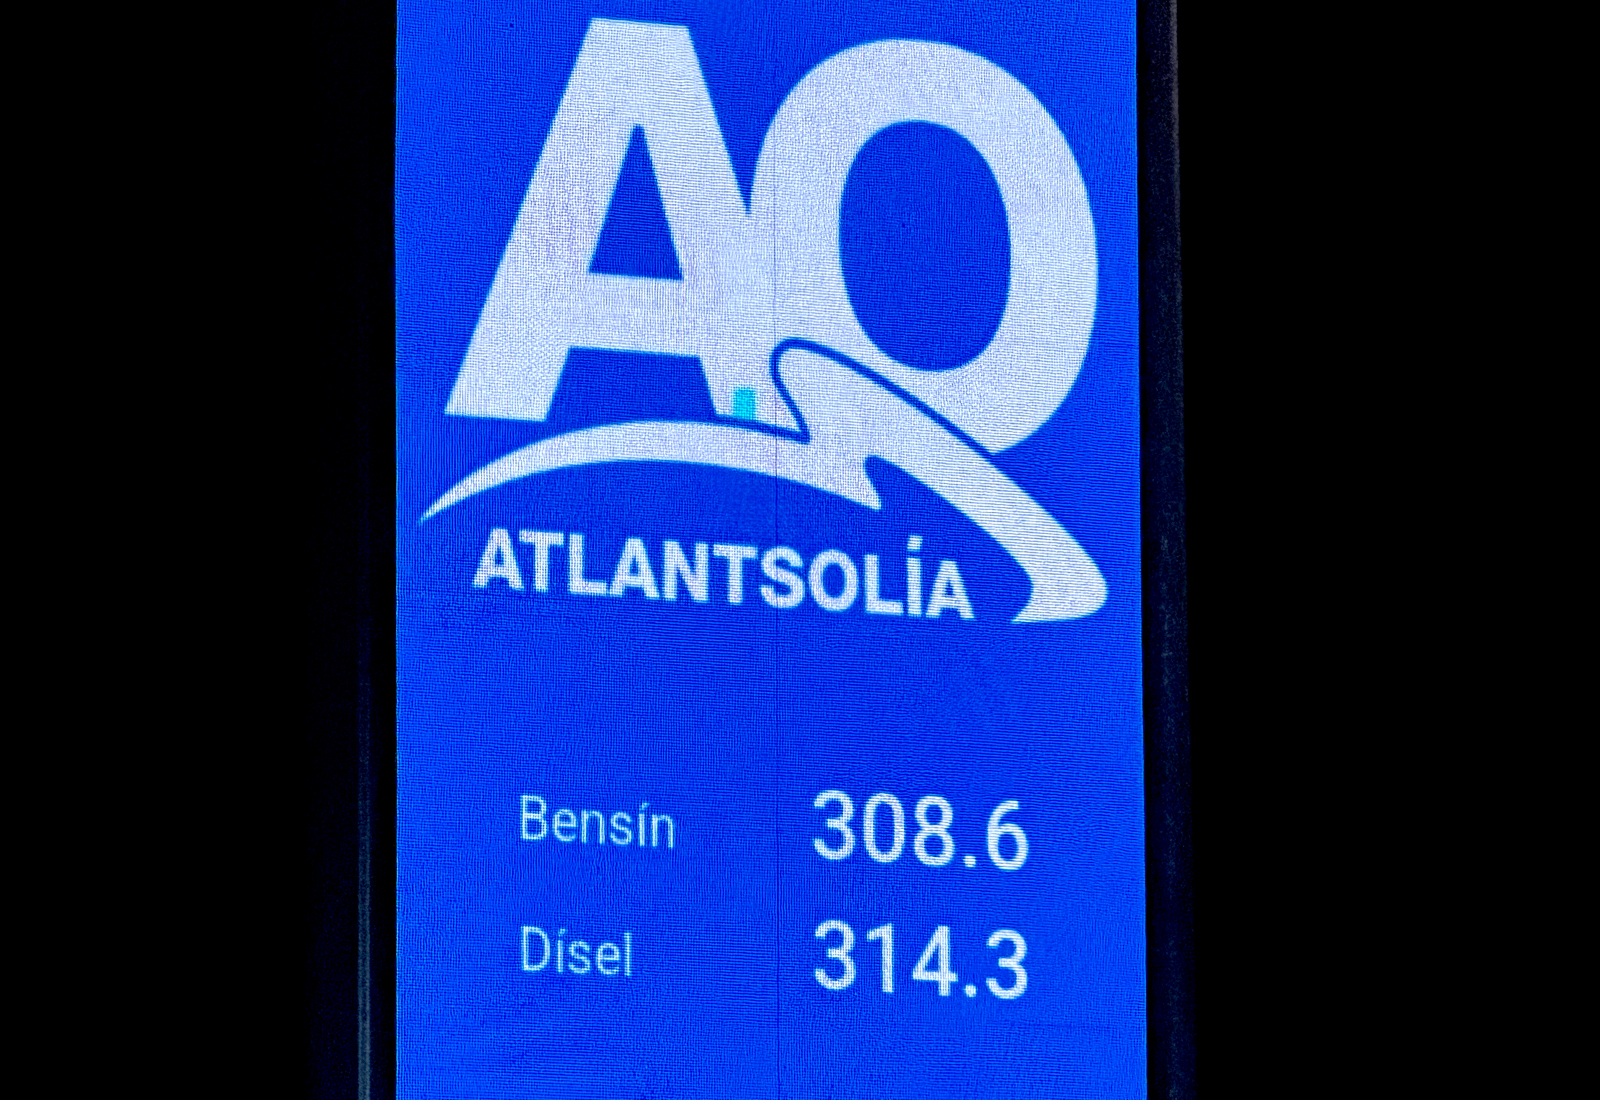 AO
ATLANTSOLÍA
Bensín 308.6
Dísel 314.3